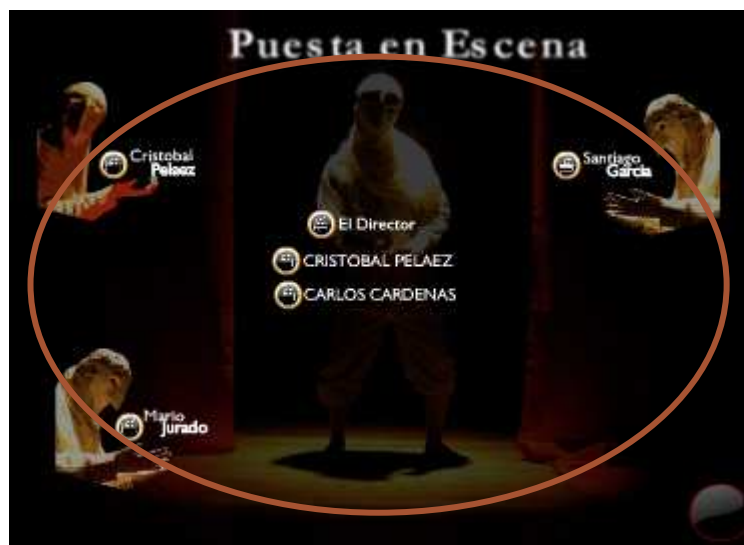 Puesta en Escena
Cristobal
Pelaez
Santiago
Garcia
El Director
CRISTOBAL PELAEZ
CARLOS CARDENAS
Mario
Jurado